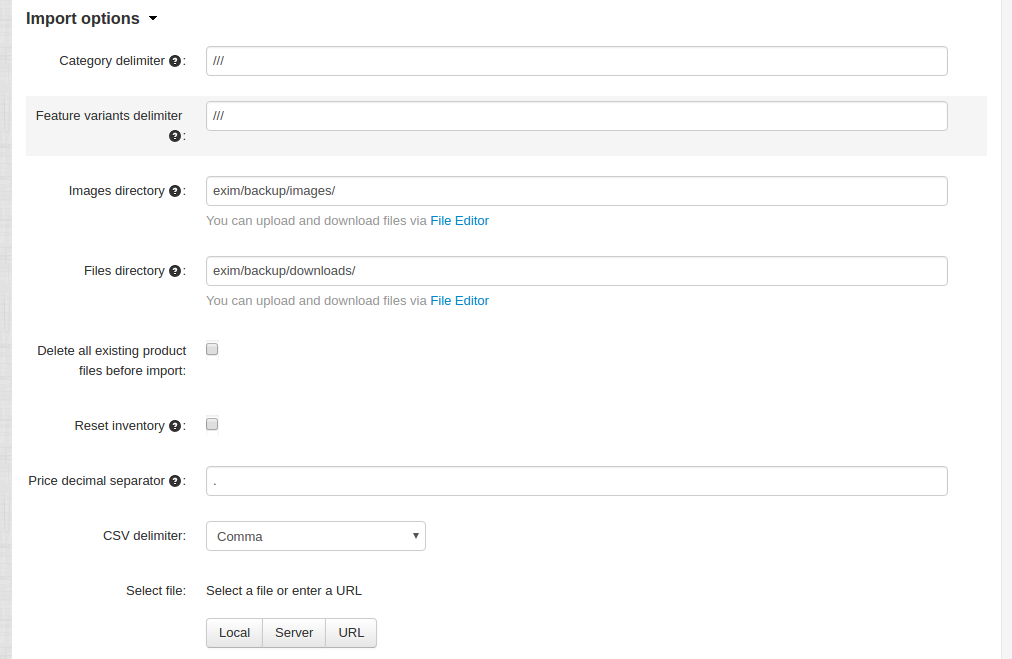 Import options
Category delimiter ?:
///
Feature variants delimiter
?:
///
Images directory ?:
exim/backup/images/
You can upload and download files via File Editor
Files directory ?:
exim/backup/downloads/
You can upload and download files via File Editor
Delete all existing product
files before import:
Reset inventory ?:
Price decimal separator ?:
.
CSV delimiter:
Comma
Select file:
Select a file or enter a URL
Local
Server
URL